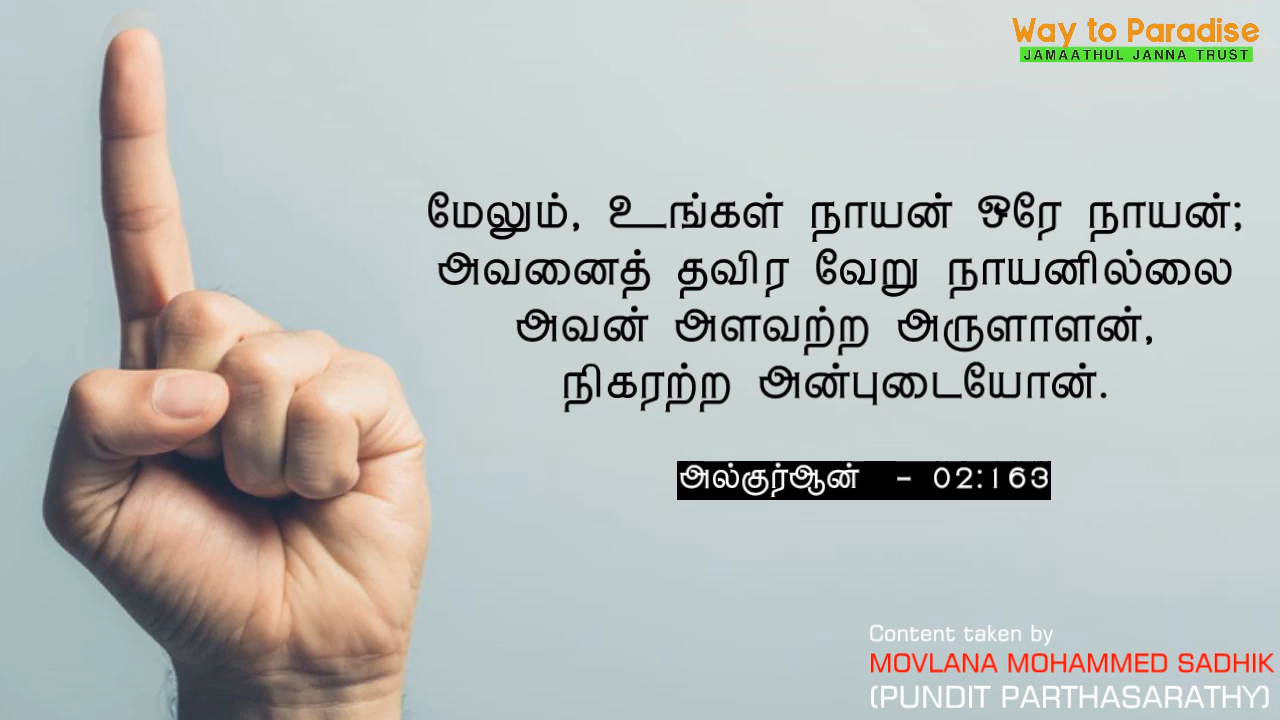 Way to Paradise
JAMAATHUL JANNA TRUST
மேலும், உங்கள் நாயன் ஒரே நாயன்;
அவனைத் தவிர வேறு நாயனில்லை
அவன் அளவற்ற அருளாளன்,
நிகரற்ற அன்புடையோன்.
அல்குர்ஆன் - 02:163
Content taken by
MOVLANA MOHAMMED SADHIK
(PUNDIT PARTHASARATHY)